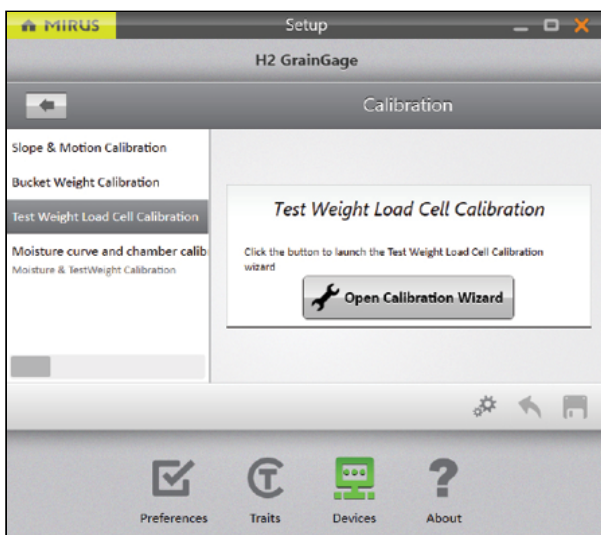 MIRUS
Setup
H2 GrainGage
Calibration
Slope & Motion Calibration
Bucket Weight Calibration
Test Weight Load Cell Calibration
Moisture curve and chamber calib
Moisture & TestWeight Calibration
Test Weight Load Cell Calibration
Click the button to launch the Test Weight Load Cell Calibration
wizard
Open Calibration Wizard
Preferences
Traits
Devices
About